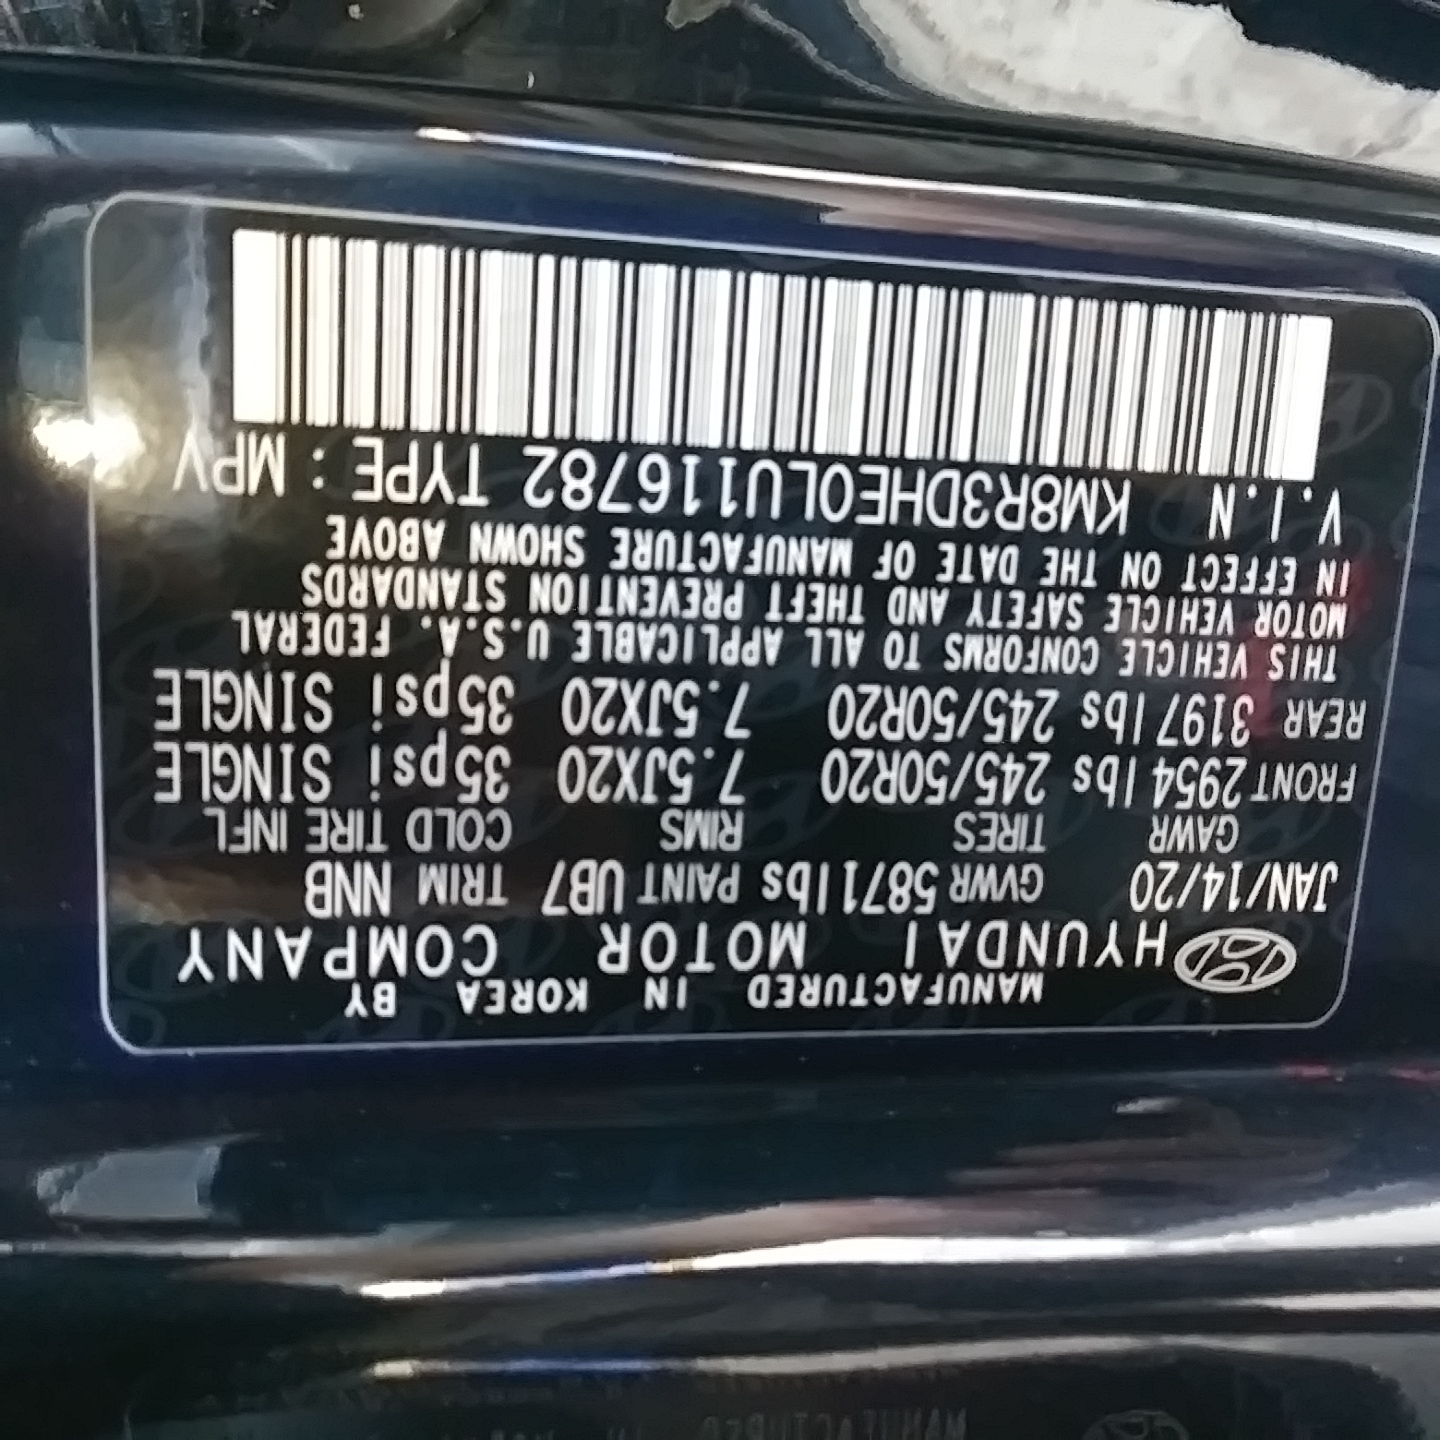 MANUFACTURED IN KOREA BY
HYUNDAI MOTOR COMPANY
JAN/14/20 GVWR 5871lbs PAINT UB7 TRIM NNB
GAWR TIRES RIMS COLD TIRE INFL
FRONT 2954lbs 245/50R20 7.5JX20 35psi SINGLE
REAR 3197lbs 245/50R20 7.5JX20 35psi SINGLE
THIS VEHICLE CONFORMS TO ALL APPLICABLE U.S.A. FEDERAL
MOTOR VEHICLE SAFETY AND THEFT PREVENTION STANDARDS
IN EFFECT ON THE DATE OF MANUFACTURE SHOWN ABOVE
V.I.N KM8R3DHE0LU116782 TYPE : MPV